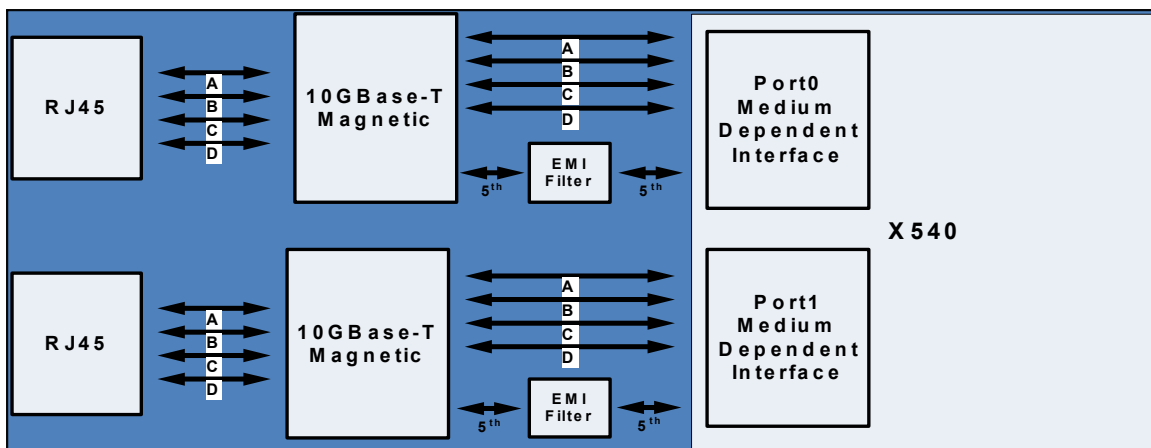 RJ45
A
B
C
D
10GBase-T
Magnetic
A
B
C
D
5th
EMI
Filter
5th
Port0
Medium
Dependent
Interface
X540
RJ45
A
B
C
D
10GBase-T
Magnetic
A
B
C
D
5th
EMI
Filter
5th
Port1
Medium
Dependent
Interface